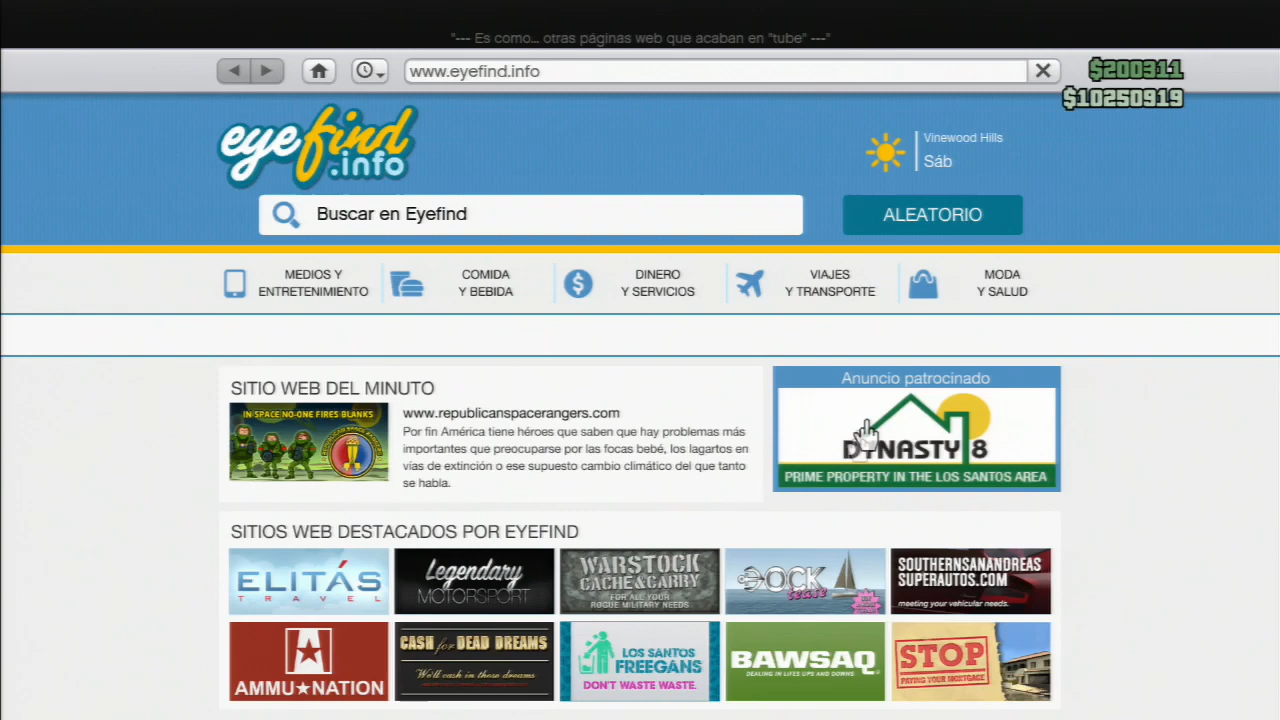 "--- Es como... otras páginas web que acaban en "tube" ---"
www.eyefind.info
$200311
$10250919
eyefind
.info
Vinewood Hills
Sáb
Buscar en Eyefind
ALEATORIO
MEDIOS Y
ENTRETENIMIENTO
COMIDA
Y BEBIDA
DINERO
Y SERVICIOS
VIAJES
Y TRANSPORTE
MODA
Y SALUD
SITIO WEB DEL MINUTO
IN SPACE NO-ONE FIRES BLANKS
www.republicanspacerangers.com
Por fin América tiene héroes que saben que hay problemas más
importantes que preocuparse por las focas bebé, los lagartos en
vías de extinción o ese supuesto cambio climático del que tanto
se habla.
Anuncio patrocinado
DYNASTY 8
PRIME PROPERTY IN THE LOS SANTOS AREA
SITIOS WEB DESTACADOS POR EYEFIND
ELITÁS
TRAVEL
Legendary
MOTORSPORT
WARSTOCK
CACHE & CARRY
FOR ALL YOUR
ROGUE MILITARY NEEDS
DOCK
tease
SOUTHERNSANANDREAS
SUPERAUTOS.COM
meeting your vehicular needs.
AMMU★NATION
CASH for DEAD DREAMS
We'll cash in those dreams
LOS SANTOS
FREEGANS
DON'T WASTE WASTE.
BAWSAQ
DEALING IN LIFES UPS AND DOWNS
STOP
PAYING YOUR MORTGAGE